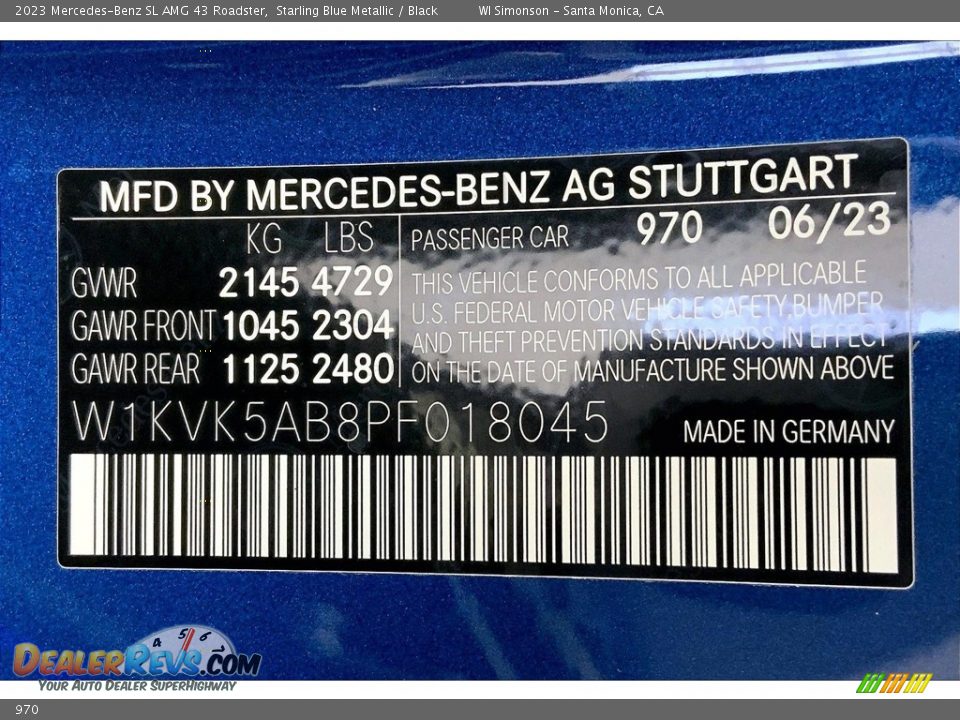 2023 Mercedes-Benz SL AMG 43 Roadster,  Starling Blue Metallic / Black        WI Simonson - Santa Monica, CA
MFD BY MERCEDES-BENZ AG STUTTGART
KG LBS
GVWR 2145 4729
GAWR FRONT 1045 2304
GAWR REAR 1125 2480
PASSENGER CAR 970 06/23
THIS VEHICLE CONFORMS TO ALL APPLICABLE
U.S. FEDERAL MOTOR VEHICLE SAFETY,BUMPER
AND THEFT PREVENTION STANDARDS IN EFFECT
ON THE DATE OF MANUFACTURE SHOWN ABOVE
W1KVK5AB8PF018045
MADE IN GERMANY
4 5 6
DEALERREVS.COM
YOUR AUTO DEALER SUPERHIGHWAY
970